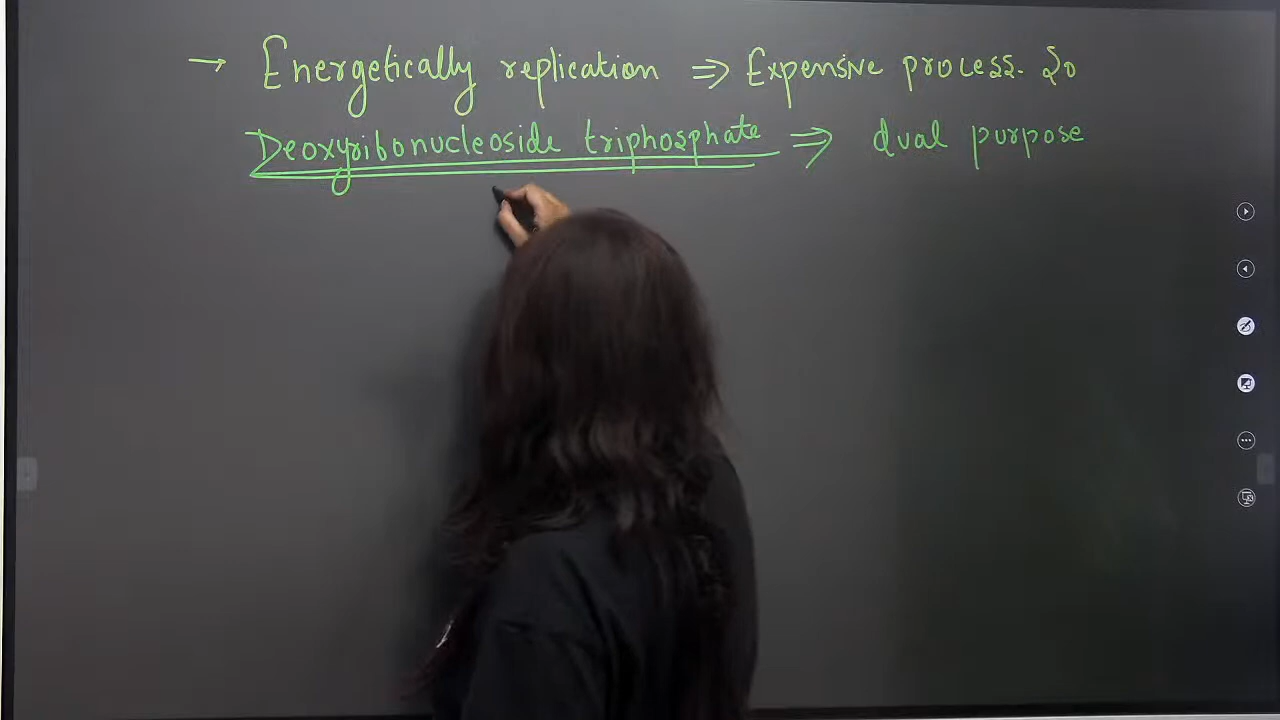 → Energetically replication ⇒ Expensive process. So
Deoxyribonucleoside triphosphate ⇒ dual purpose